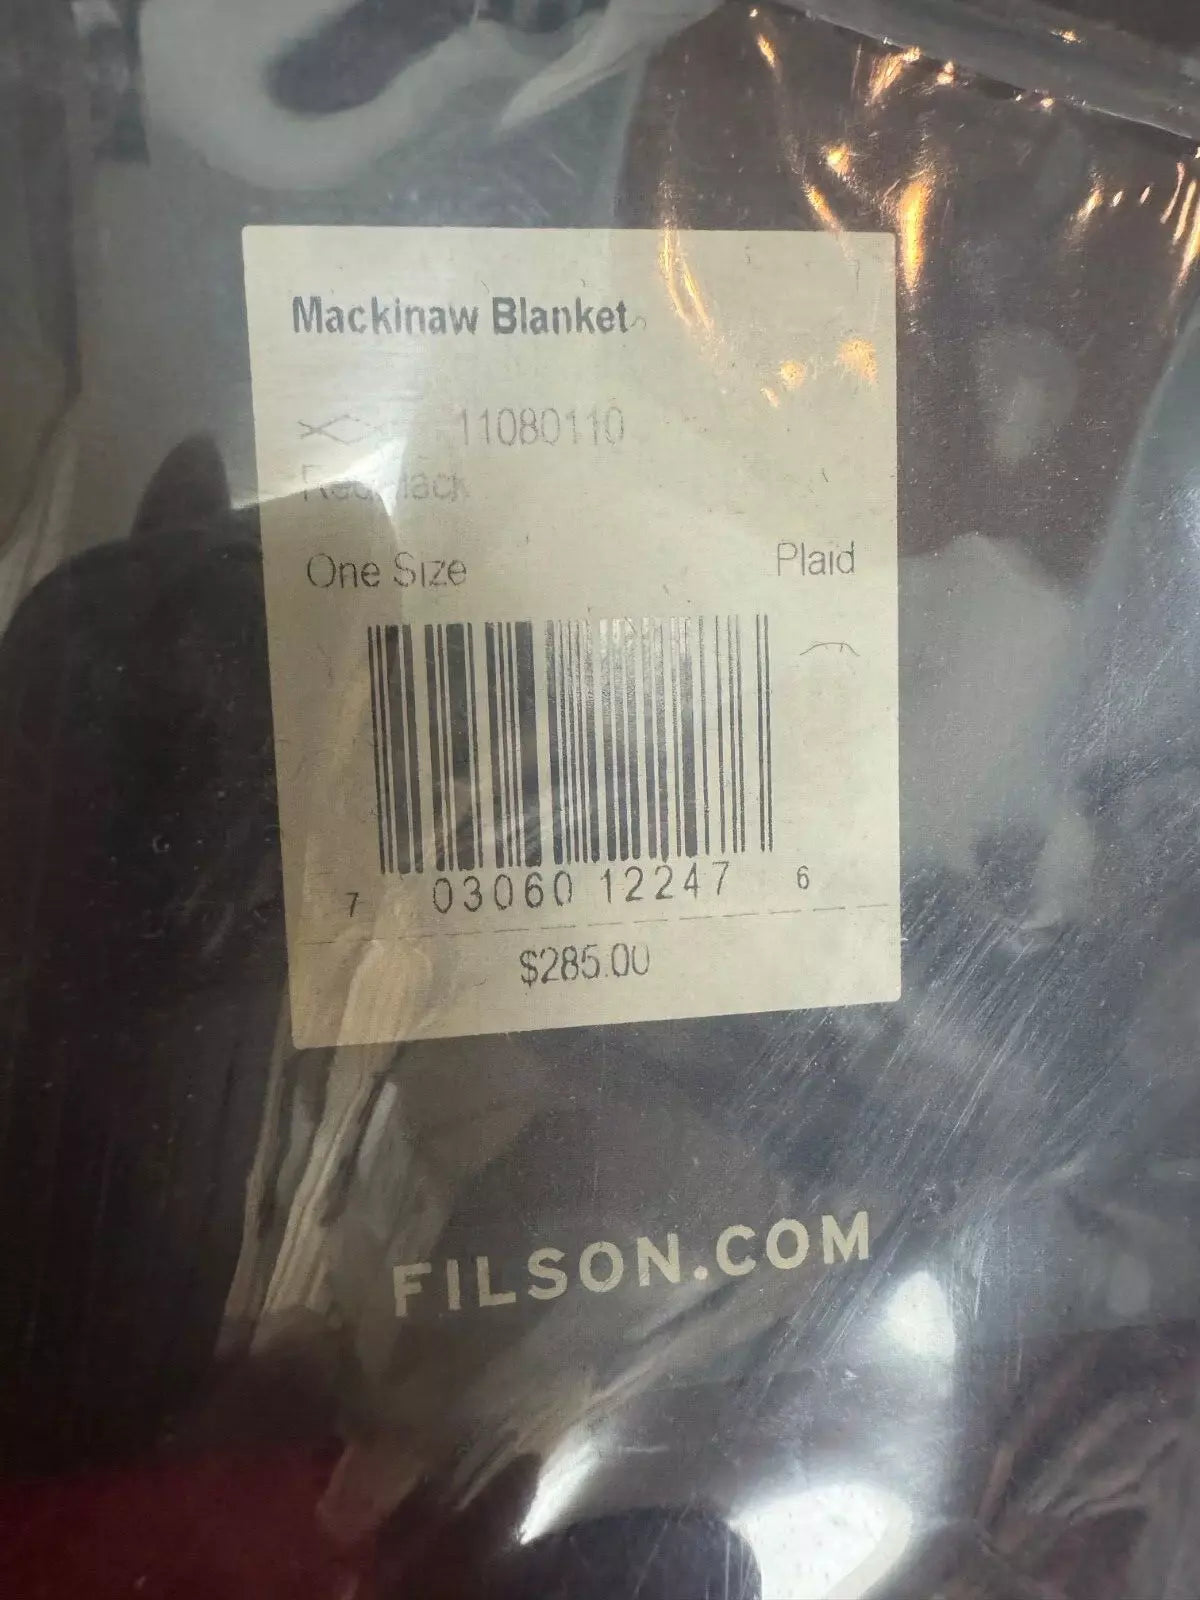 Mackinaw Blanket
11080110
One Size Plaid
7 03060 12247 6
$285.00
FILSON.COM